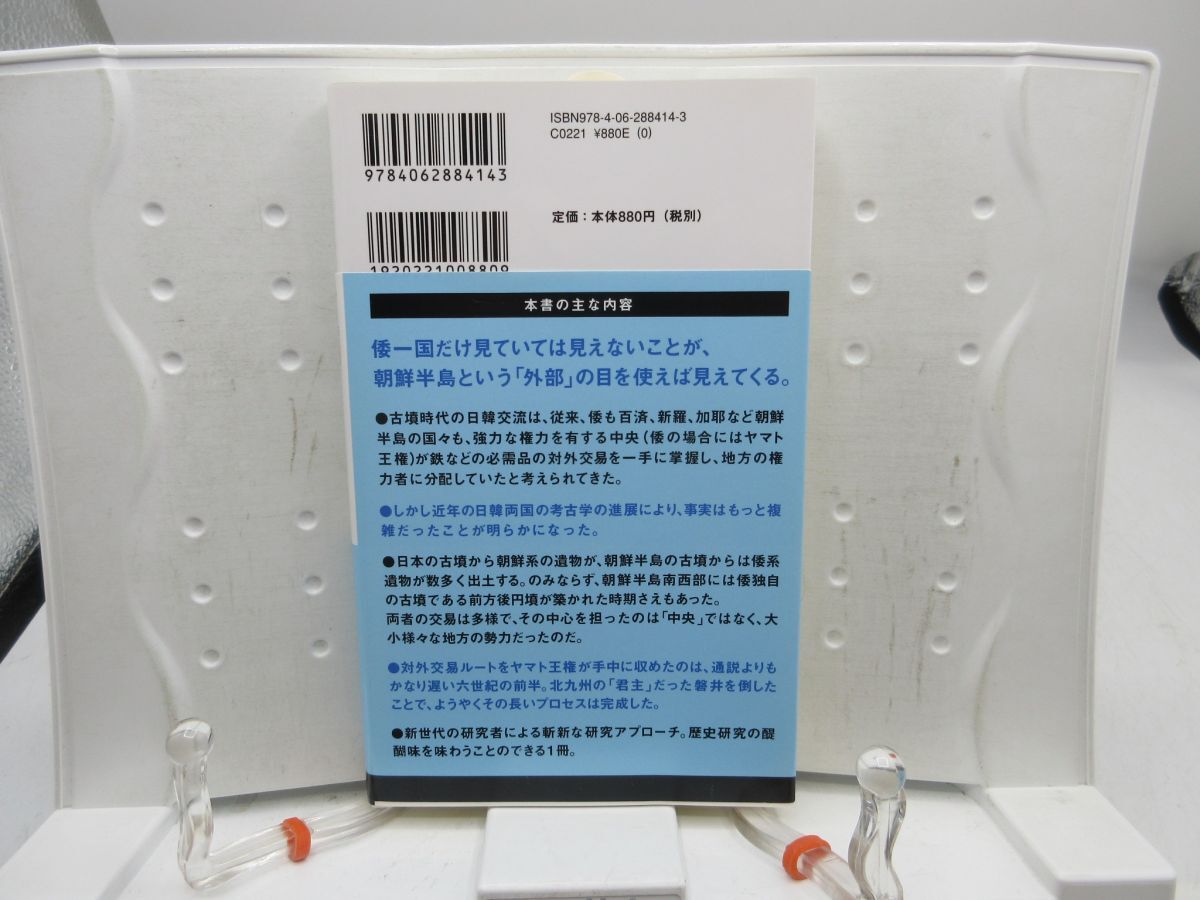 ISBN978-4-06-288414-3
C0221 ¥880E (0)
9784062884143
定価：本体880円（税別）
1920221008809
本書の主な内容
倭一国だけ見ていては見えないことが、
朝鮮半島という「外部」の目を使えば見えてくる。
●古墳時代の日韓交流は、従来、倭も百済、新羅、加耶など朝鮮
半島の国々も、強力な権力を有する中央（倭の場合にはヤマト
王権）が鉄などの必需品の対外交易を一手に掌握し、地方の権
力者に分配していたと考えられてきた。
●しかし近年の日韓両国の考古学の進展により、事実はもっと複
雑だったことが明らかになった。
●日本の古墳から朝鮮系の遺物が、朝鮮半島の古墳からは倭系
遺物が数多く出土する。のみならず、朝鮮半島南西部には倭独自
の古墳である前方後円墳が築かれた時期さえもあった。
両者の交易は多様で、その中心を担ったのは「中央」ではなく、大
小様々な地方の勢力だったのだ。
●対外交易ルートをヤマト王権が手中に収めたのは、通説よりも
かなり遅い六世紀の前半。北九州の「君主」だった磐井を倒した
ことで、ようやくその長いプロセスは完成した。
●新世代の研究者による斬新な研究アプローチ。歴史研究の醍
醐味を味わうことのできる1冊。